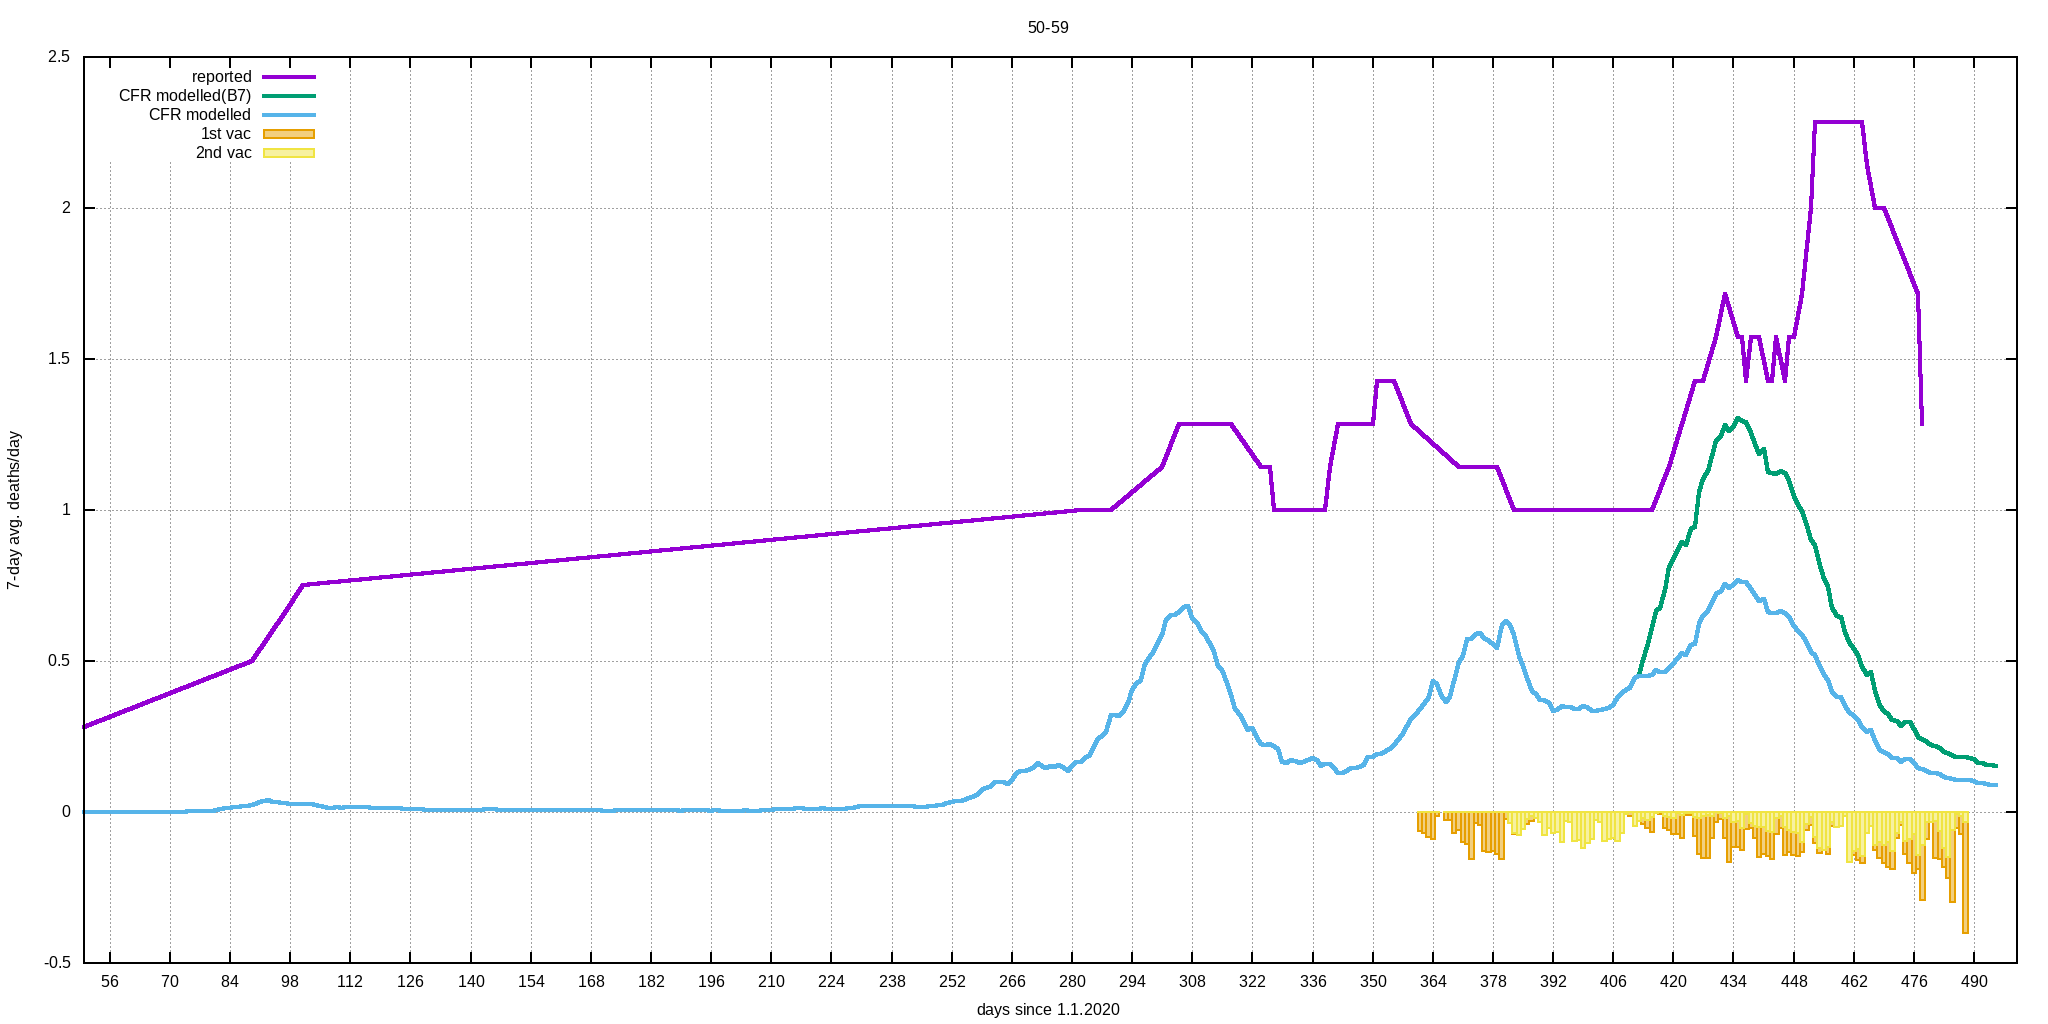 50-59
2.5
2
1.5
1
0.5
0
-0.5
7-day avg. deaths/day
reported
CFR modelled(B7)
CFR modelled
1st vac
2nd vac
56 70 84 98 112 126 140 154 168 182 196 210 224 238 252 266 280 294 308 322 336 350 364 378 392 406 420 434 448 462 476 490
days since 1.1.2020